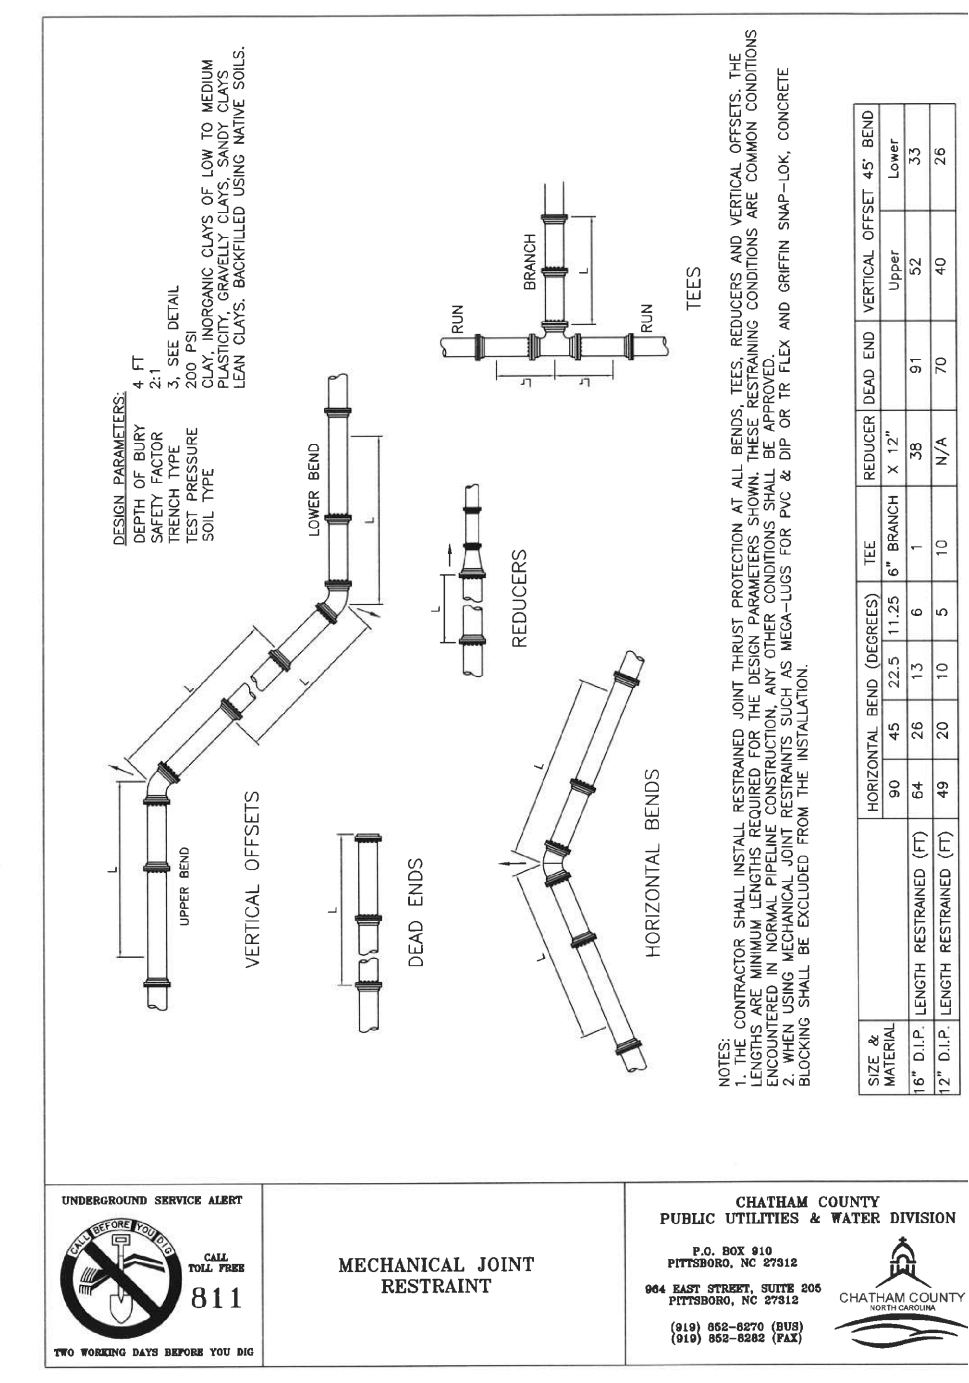 DESIGN PARAMETERS:
DEPTH OF BURY 4 FT
SAFETY FACTOR 2:1
TRENCH TYPE 3, SEE DETAIL
TEST PRESSURE 200 PSI
SOIL TYPE CLAY, INORGANIC CLAYS OF LOW TO MEDIUM
PLASTICITY, GRAVELLY CLAYS, SANDY CLAYS
LEAN CLAYS. BACKFILLED USING NATIVE SOILS.
L
UPPER BEND
L
L
LOWER BEND
L
VERTICAL OFFSETS
L
DEAD ENDS
L
REDUCERS
RUN
BRANCH
L
L
L
RUN
TEES
L
L
HORIZONTAL BENDS
NOTES:
1. THE CONTRACTOR SHALL INSTALL RESTRAINED JOINT THRUST PROTECTION AT ALL BENDS, TEES, REDUCERS AND VERTICAL OFFSETS. THE
LENGTHS ARE MINIMUM LENGTHS REQUIRED FOR THE DESIGN PARAMETERS SHOWN. THESE RESTRAINING CONDITIONS ARE COMMON CONDITIONS
ENCOUNTERED IN NORMAL PIPELINE CONSTRUCTION, ANY OTHER CONDITIONS SHALL BE APPROVED.
2. WHEN USING MECHANICAL JOINT RESTRAINTS SUCH AS MEGA-LUGS FOR PVC & DIP OR TR FLEX AND GRIFFIN SNAP-LOK, CONCRETE
BLOCKING SHALL BE EXCLUDED FROM THE INSTALLATION.
SIZE & MATERIAL HORIZONTAL BEND (DEGREES) TEE REDUCER DEAD END VERTICAL OFFSET 45° BEND
90 45 22.5 11.25 6" BRANCH X 12" Upper Lower
16" D.I.P. LENGTH RESTRAINED (FT) 64 26 13 6 1 38 91 52 33
12" D.I.P. LENGTH RESTRAINED (FT) 49 20 10 5 10 N/A 70 40 26
UNDERGROUND SERVICE ALERT
CALL BEFORE YOU DIG
CALL
TOLL FREE
811
TWO WORKING DAYS BEFORE YOU DIG
MECHANICAL JOINT
RESTRAINT
CHATHAM COUNTY
PUBLIC UTILITIES & WATER DIVISION
P.O. BOX 910
PITTSBORO, NC 27312
964 EAST STREET, SUITE 205
PITTSBORO, NC 27312
(919) 852-8270 (BUS)
(919) 852-8282 (FAX)
CHATHAM COUNTY
NORTH CAROLINA